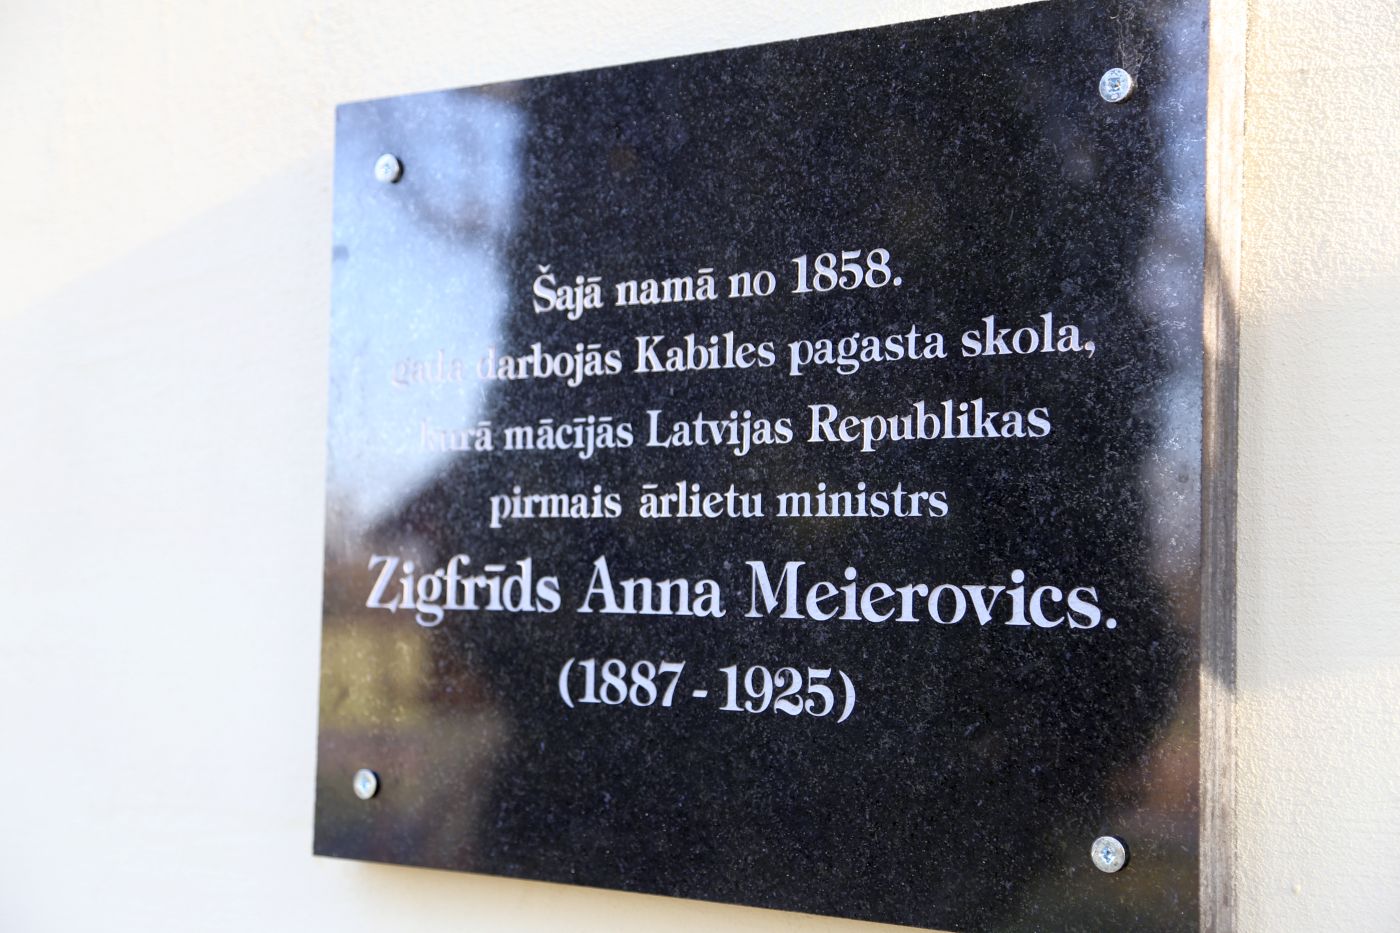 Šajā namā no 1858.
gada darbojās Kabiles pagasta skola,
kurā mācījās Latvijas Republikas
pirmais ārlietu ministrs
Zigfrīds Anna Meierovics.
(1887 - 1925)